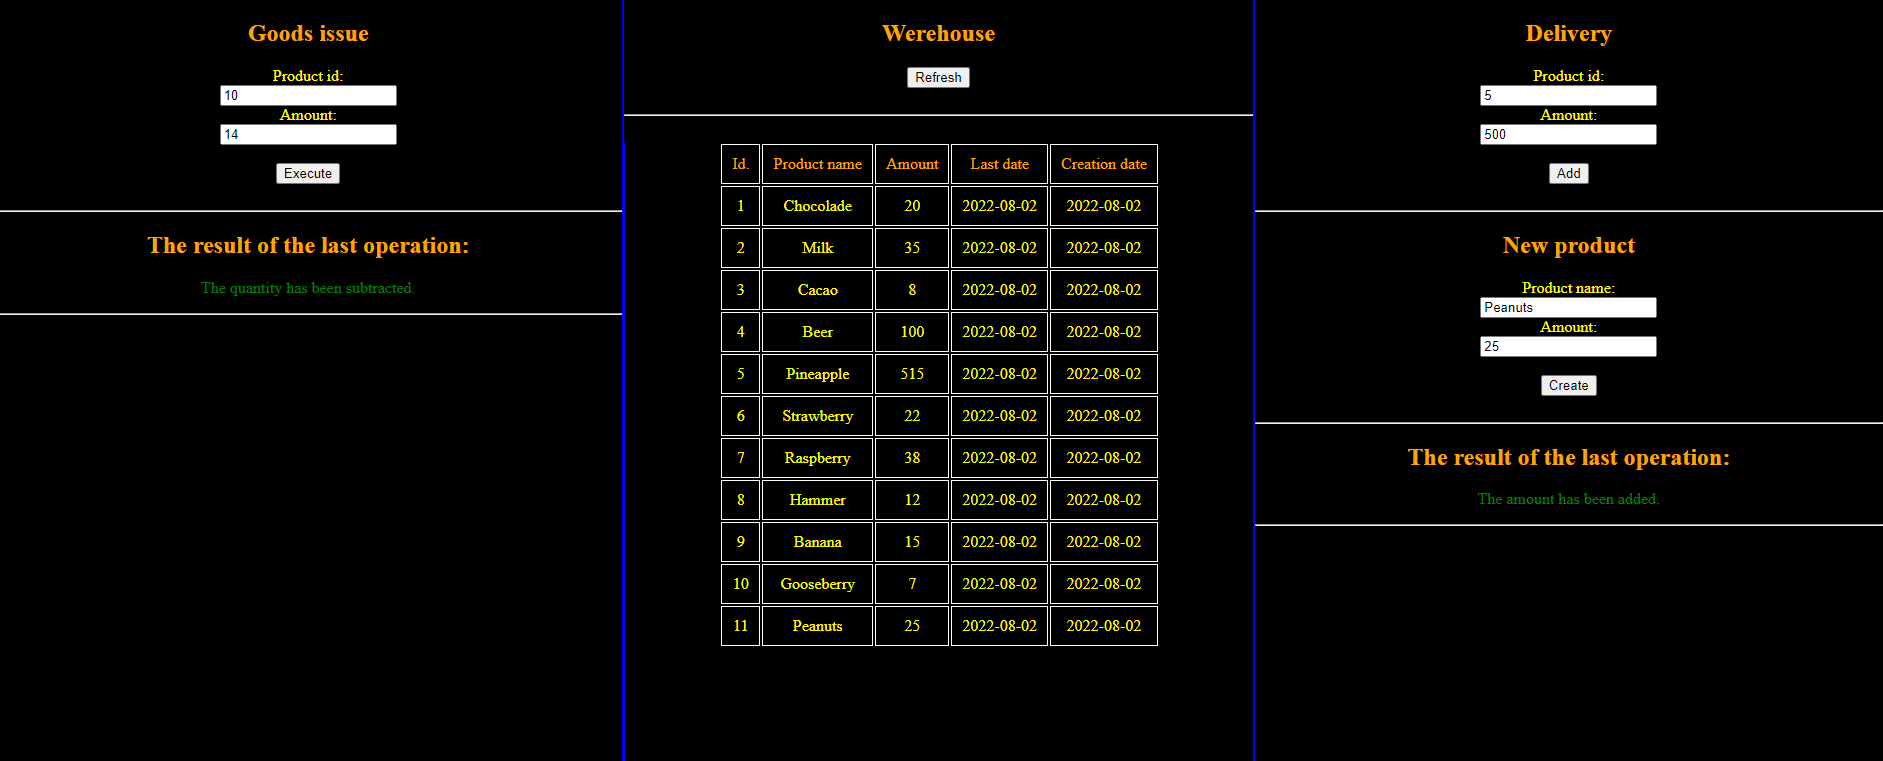 Goods issue
Product id:
10
Amount:
14
Execute
The result of the last operation:
The quantity has been subtracted.
Werehouse
Refresh
Id. Product name Amount Last date Creation date
1 Chocolade 20 2022-08-02 2022-08-02
2 Milk 35 2022-08-02 2022-08-02
3 Cacao 8 2022-08-02 2022-08-02
4 Beer 100 2022-08-02 2022-08-02
5 Pineapple 515 2022-08-02 2022-08-02
6 Strawberry 22 2022-08-02 2022-08-02
7 Raspberry 38 2022-08-02 2022-08-02
8 Hammer 12 2022-08-02 2022-08-02
9 Banana 15 2022-08-02 2022-08-02
10 Gooseberry 7 2022-08-02 2022-08-02
11 Peanuts 25 2022-08-02 2022-08-02
Delivery
Product id:
5
Amount:
500
Add
New product
Product name:
Peanuts
Amount:
25
Create
The result of the last operation:
The amount has been added.